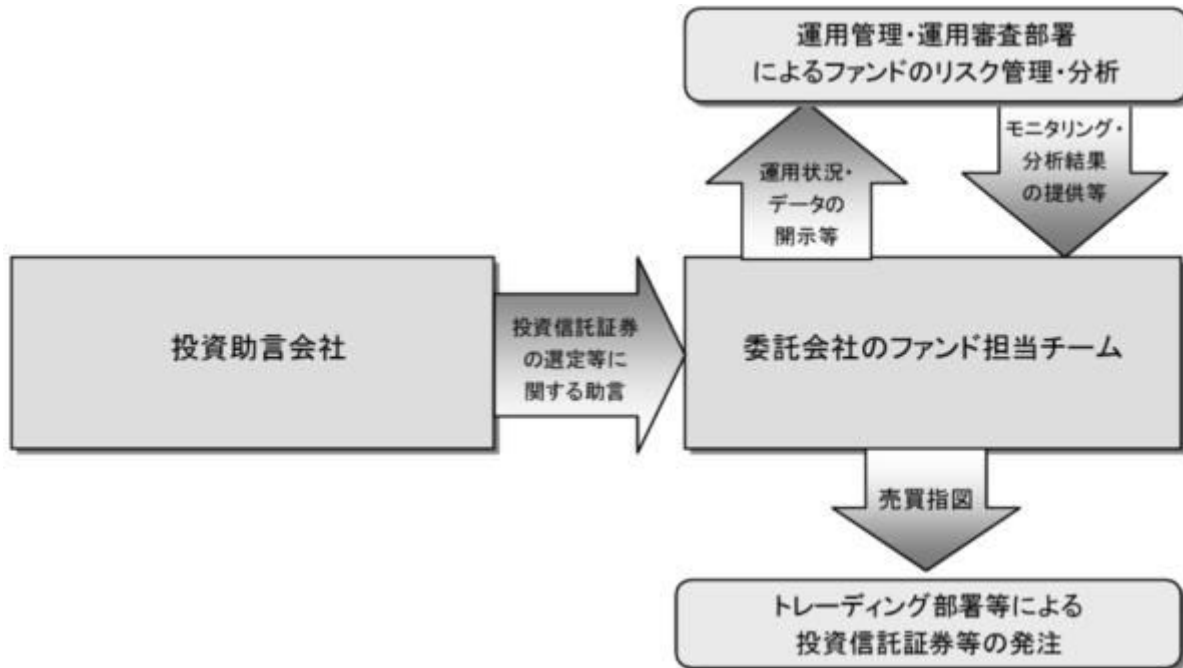 運用管理・運用審査部署
によるファンドのリスク管理・分析
運用状況・
データの
開示等
モニタリング・
分析結果
の提供等
投資助言会社
投資信託証券
の選定等に
関する助言
委託会社のファンド担当チーム
売買指図
トレーディング部署等による
投資信託証券等の発注